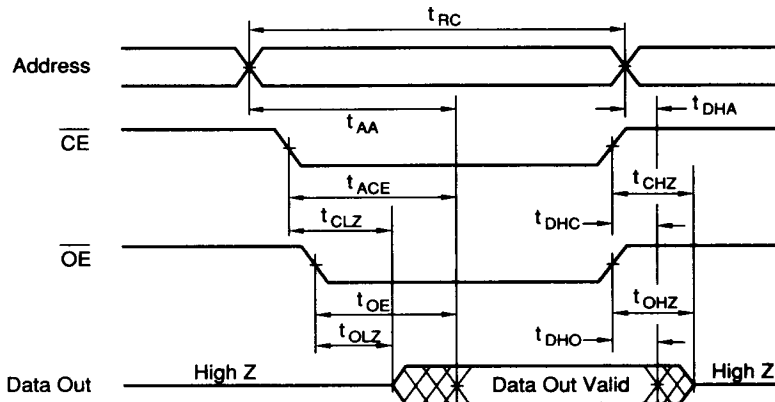 tRC
Address
tAA
tDHA
CE
tACE
tCHZ
tCLZ
tDHC
OE
tOE
tOHZ
tOLZ
tDHO
Data Out
High Z
Data Out Valid
High Z